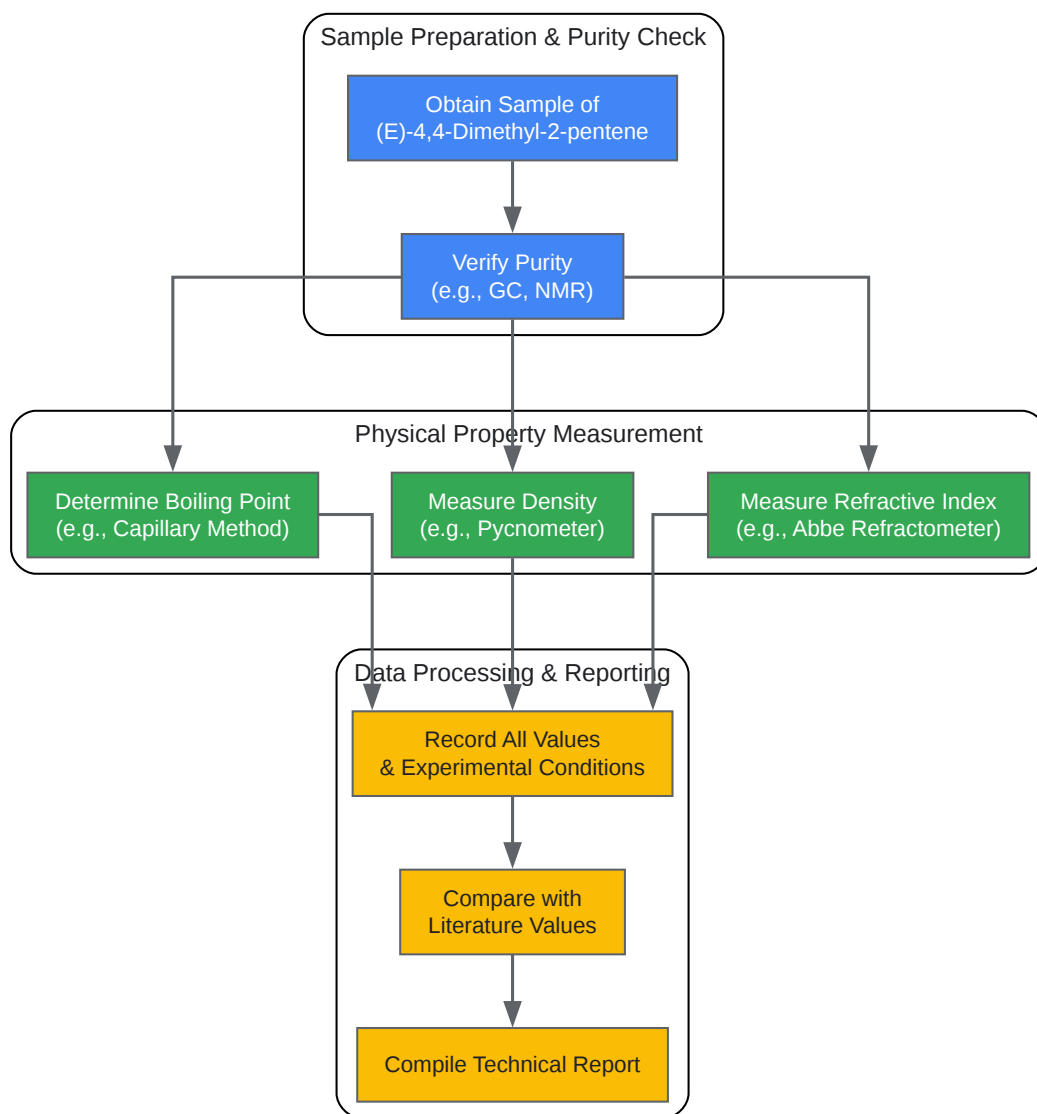 Sample Preparation & Purity Check
Obtain Sample of
(E)-4,4-Dimethyl-2-pentene
Verify Purity
(e.g., GC, NMR)
Physical Property Measurement
Determine Boiling Point
(e.g., Capillary Method)
Measure Density
(e.g., Pycnometer)
Measure Refractive Index
(e.g., Abbe Refractometer)
Data Processing & Reporting
Record All Values
& Experimental Conditions
Compare with
Literature Values
Compile Technical Report